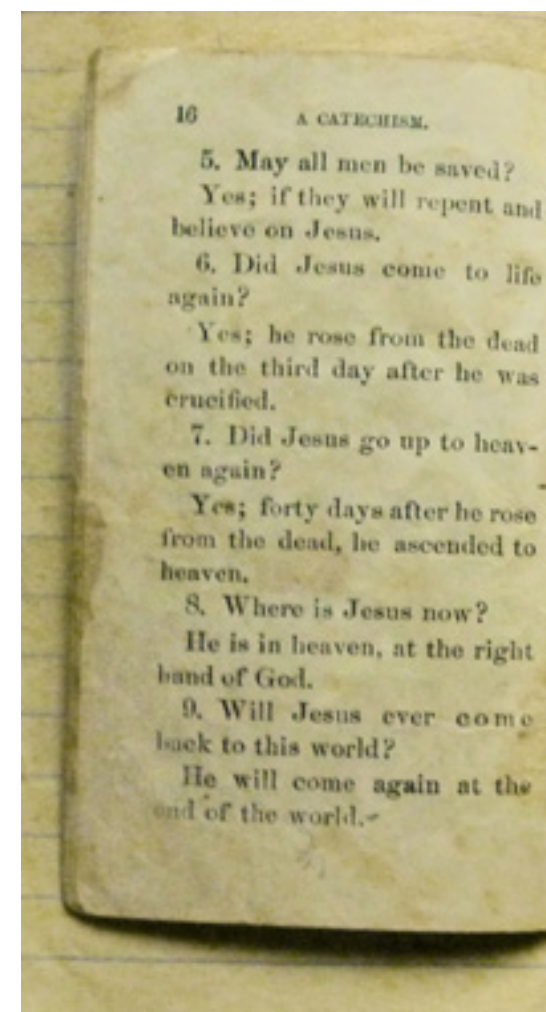 16 A CATECHISM.
5. May all men be saved?
Yes; if they will repent and
believe on Jesus.
6. Did Jesus come to life
again?
Yes; he rose from the dead
on the third day after he was
crucified.
7. Did Jesus go up to heav-
en again?
Yes; forty days after he rose
from the dead, he ascended to
heaven.
8. Where is Jesus now?
He is in heaven, at the right
hand of God.
9. Will Jesus ever come
back to this world?
He will come again at the
end of the world.